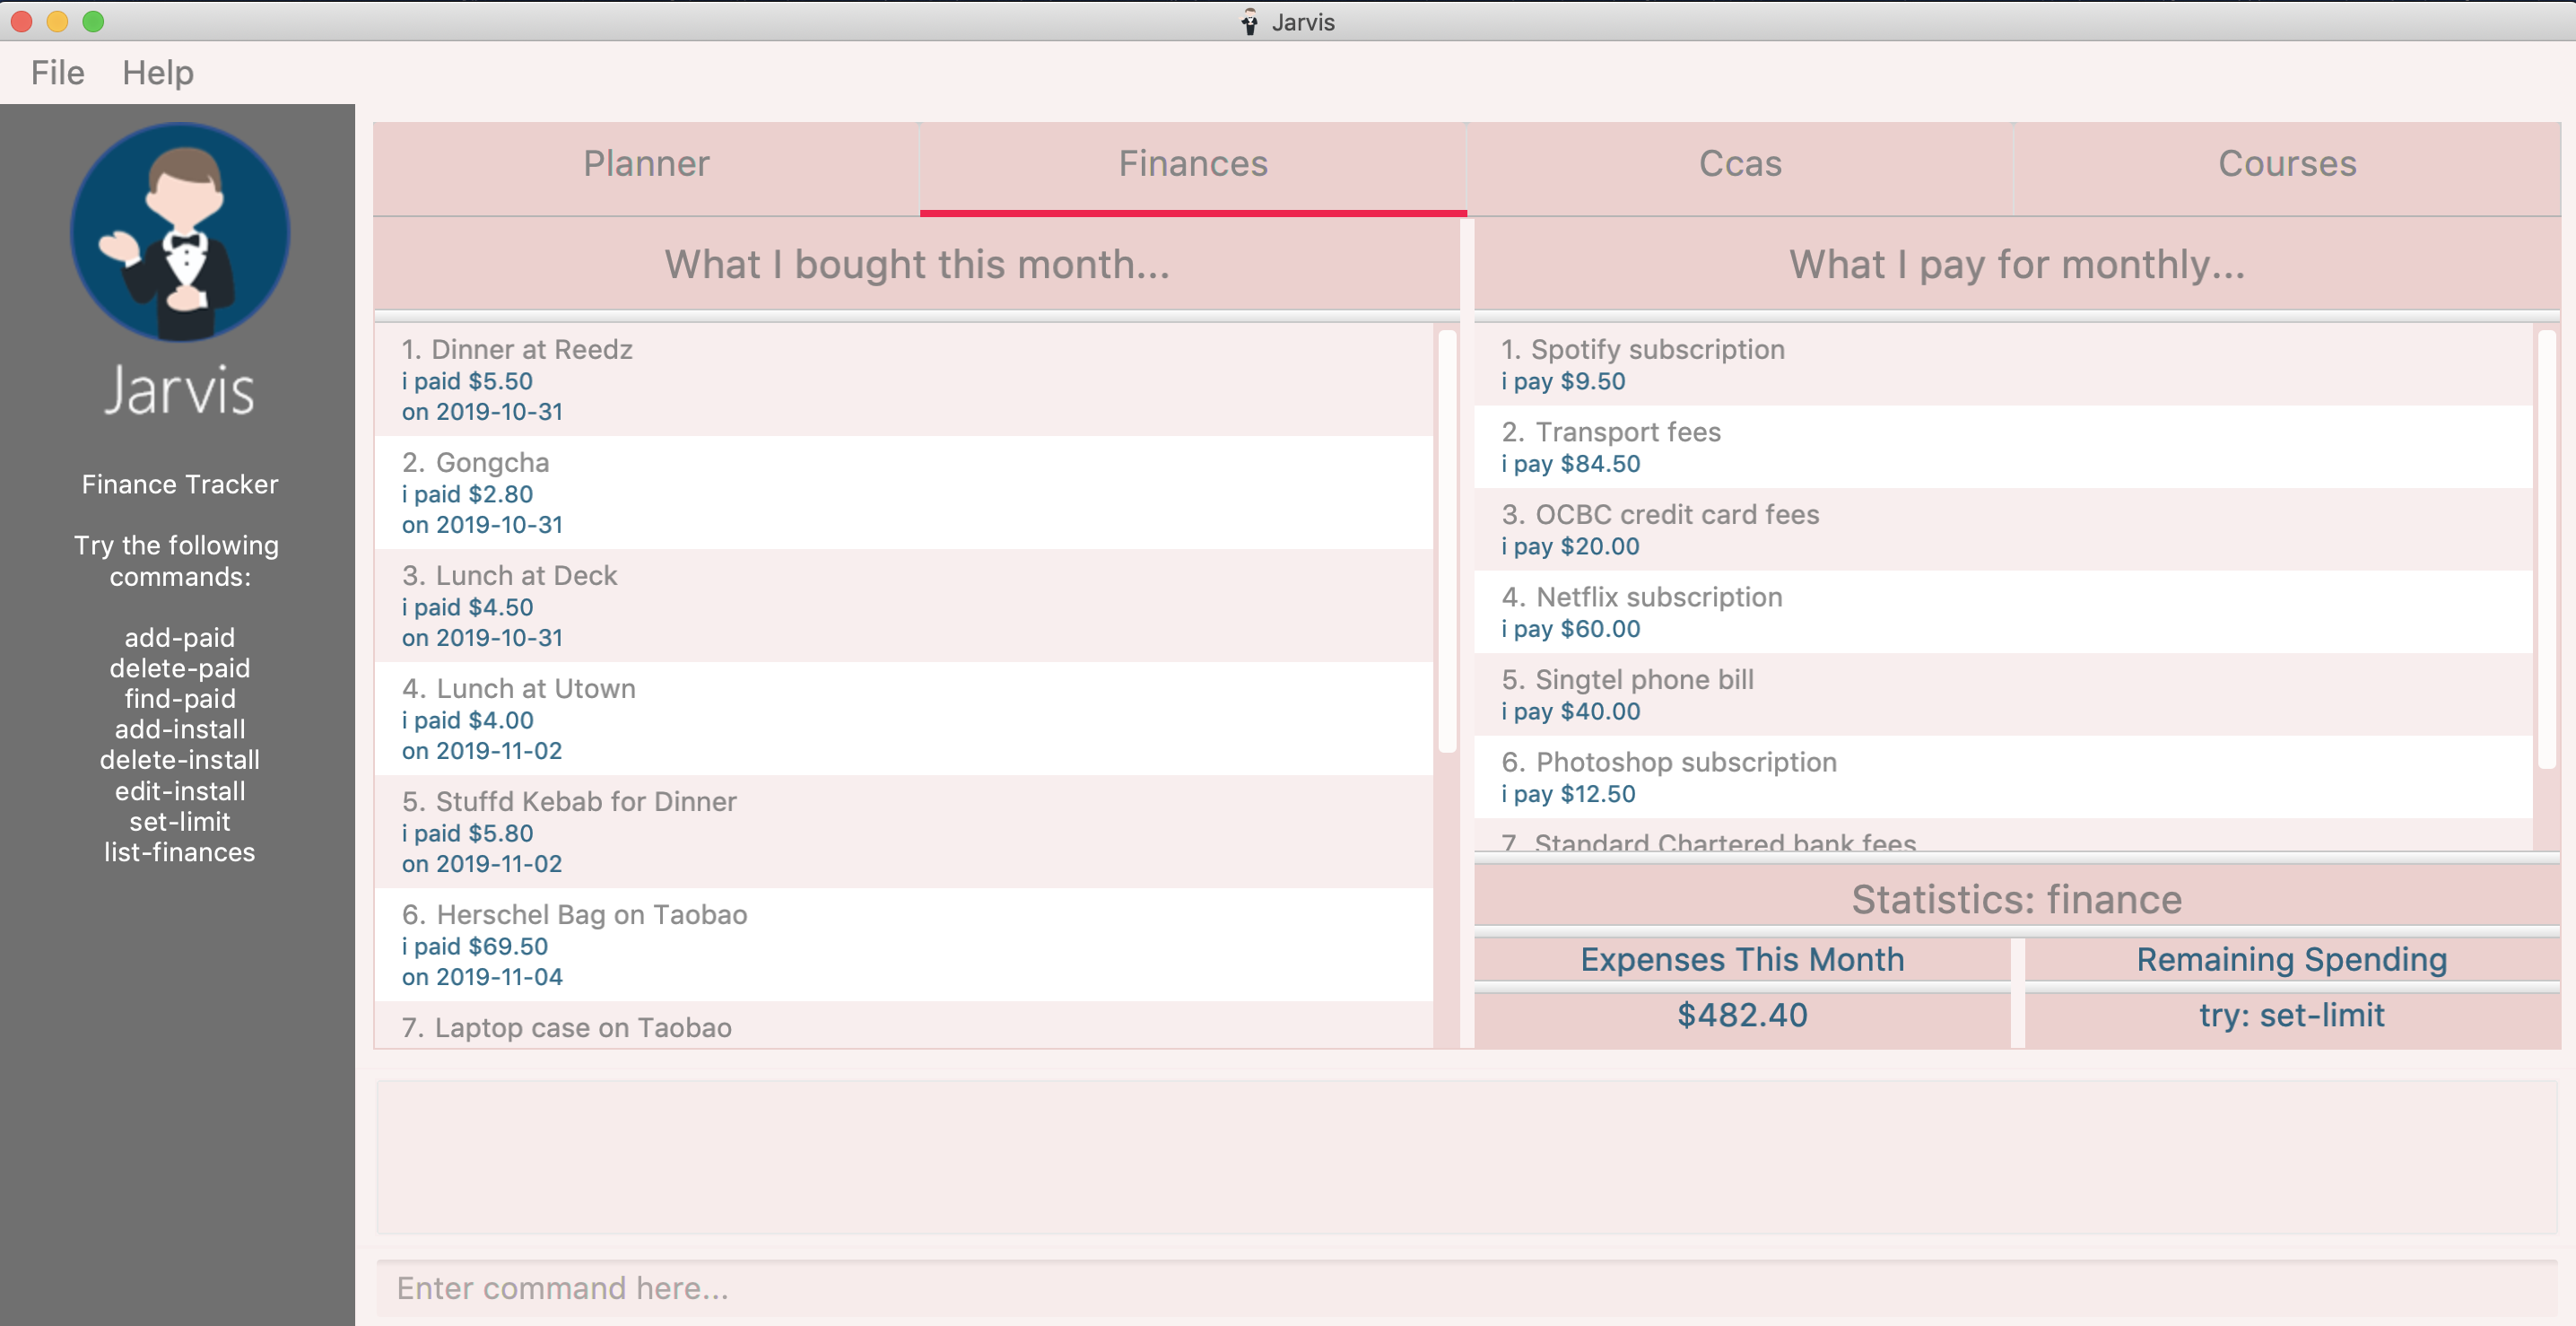 Jarvis
File Help
Jarvis
Finance Tracker
Try the following
commands:
add-paid
delete-paid
find-paid
add-install
delete-install
edit-install
set-limit
list-finances
Planner Finances Ccas Courses
What I bought this month...
1. Dinner at Reedz
i paid $5.50
on 2019-10-31
2. Gongcha
i paid $2.80
on 2019-10-31
3. Lunch at Deck
i paid $4.50
on 2019-10-31
4. Lunch at Utown
i paid $4.00
on 2019-11-02
5. Stuffd Kebab for Dinner
i paid $5.80
on 2019-11-02
6. Herschel Bag on Taobao
i paid $69.50
on 2019-11-04
7. Laptop case on Taobao
What I pay for monthly...
1. Spotify subscription
i pay $9.50
2. Transport fees
i pay $84.50
3. OCBC credit card fees
i pay $20.00
4. Netflix subscription
i pay $60.00
5. Singtel phone bill
i pay $40.00
6. Photoshop subscription
i pay $12.50
7. Standard Chartered bank fees
Statistics: finance
Expenses This Month
$482.40
Remaining Spending
try: set-limit
Enter command here...